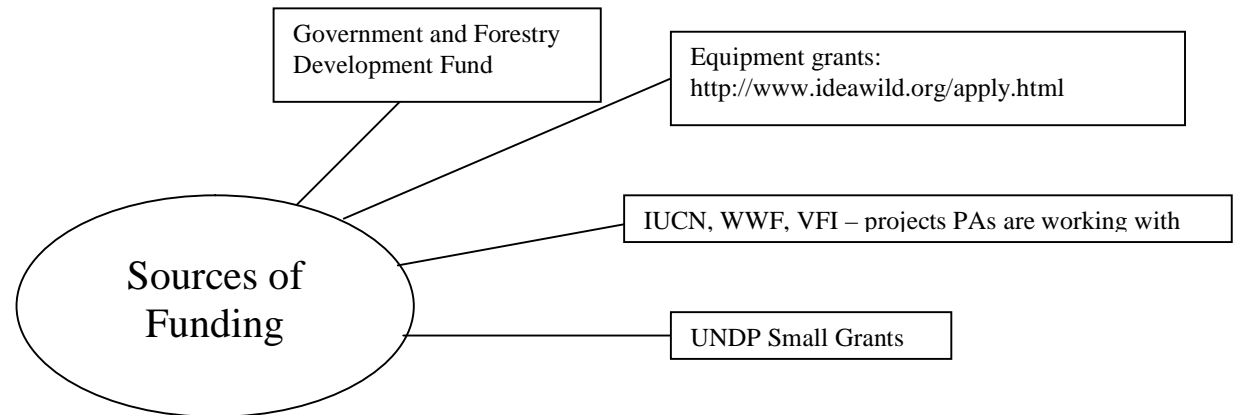 Government and Forestry
Development Fund
Equipment grants:
http://www.ideawild.org/apply.html
IUCN, WWF, VFI – projects PAs are working with
Sources of
Funding
UNDP Small Grants